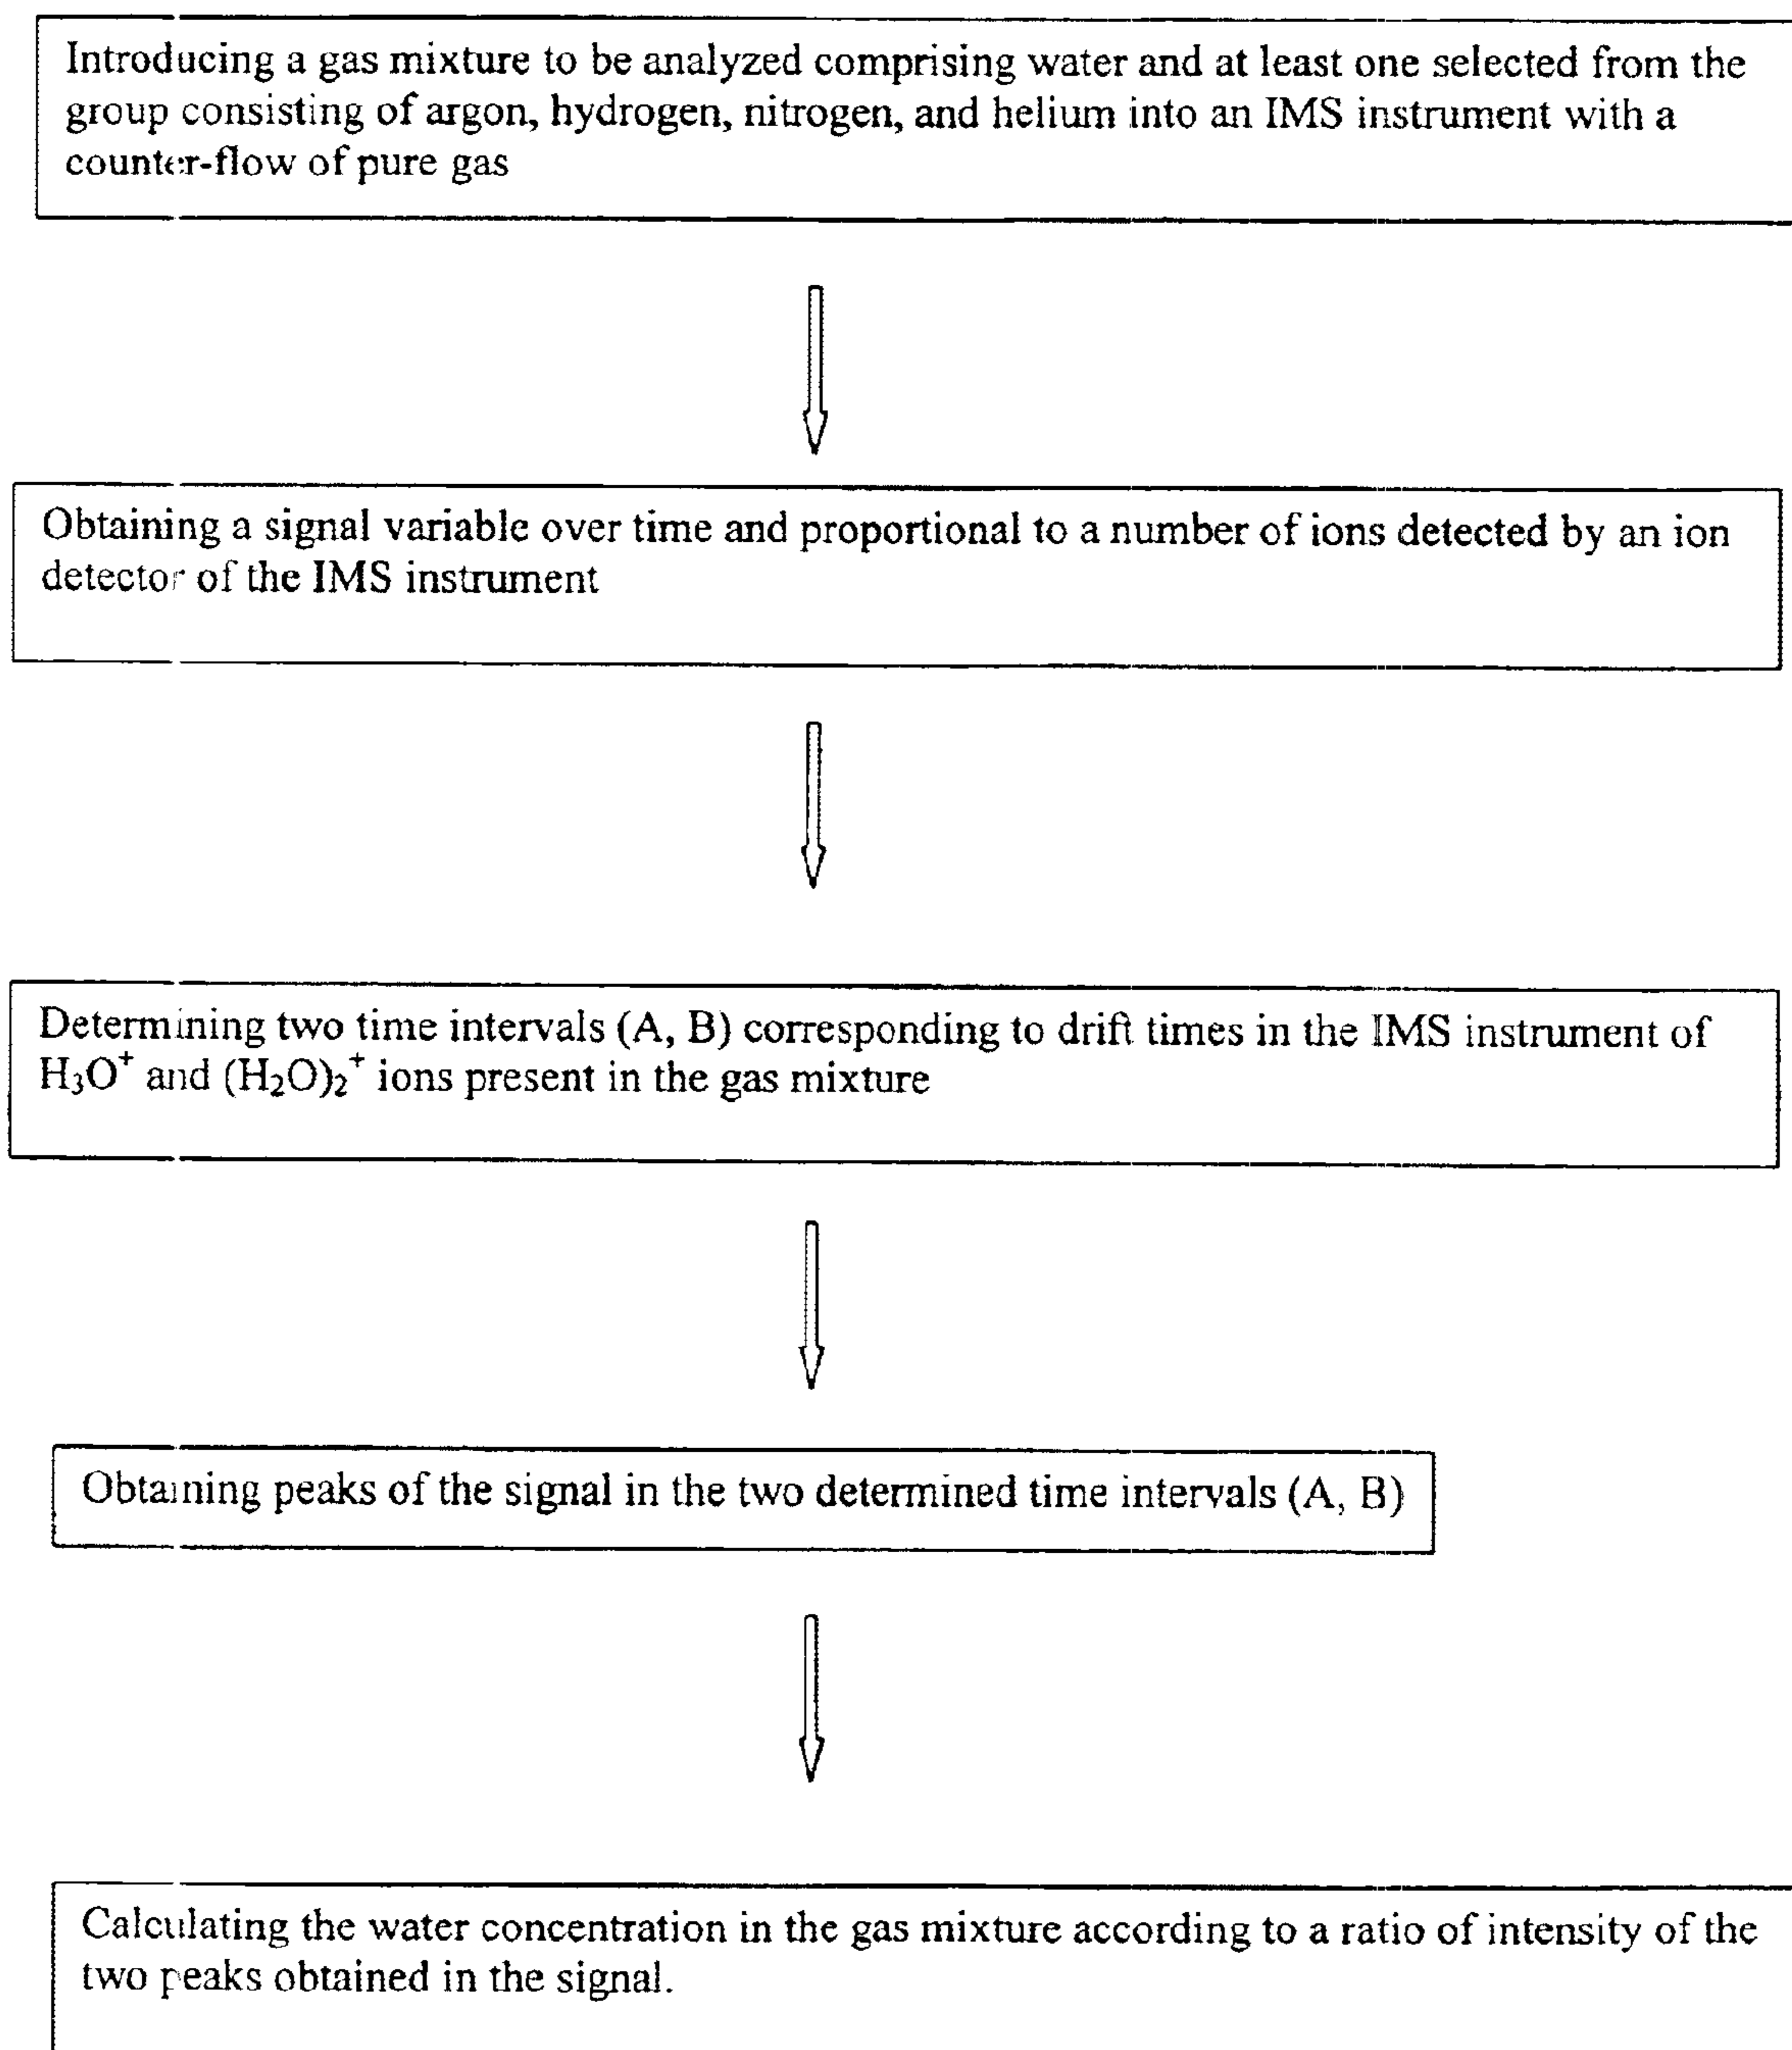 Introducing a gas mixture to be analyzed comprising water and at least one selected from the
group consisting of argon, hydrogen, nitrogen, and helium into an IMS instrument with a
counter-flow of pure gas
Obtaining a signal variable over time and proportional to a number of ions detected by an ion
detector of the IMS instrument
Determining two time intervals (A, B) corresponding to drift times in the IMS instrument of
H₃O⁺ and (H₂O)₂⁺ ions present in the gas mixture
Obtaining peaks of the signal in the two determined time intervals (A, B)
Calculating the water concentration in the gas mixture according to a ratio of intensity of the
two peaks obtained in the signal.